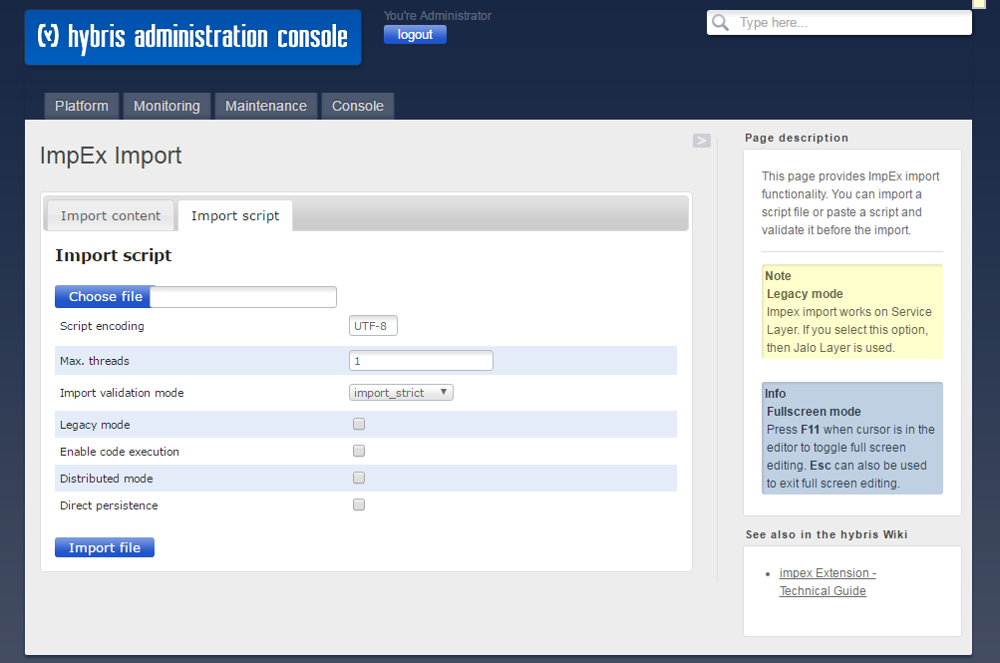 (y) hybris administration console
You're Administrator
logout
Type here...
Platform
Monitoring
Maintenance
Console
ImpEx Import
>
Import content
Import script
Import script
Choose file
Script encoding
UTF-8
Max. threads
1
Import validation mode
import_strict
Legacy mode
Enable code execution
Distributed mode
Direct persistence
Import file
Page description
This page provides ImpEx import
functionality. You can import a
script file or paste a script and
validate it before the import.
Note
Legacy mode
Impex import works on Service
Layer. If you select this option,
then Jalo Layer is used.
Info
Fullscreen mode
Press F11 when cursor is in the
editor to toggle full screen
editing. Esc can also be used
to exit full screen editing.
See also in the hybris Wiki
• impex Extension -
Technical Guide